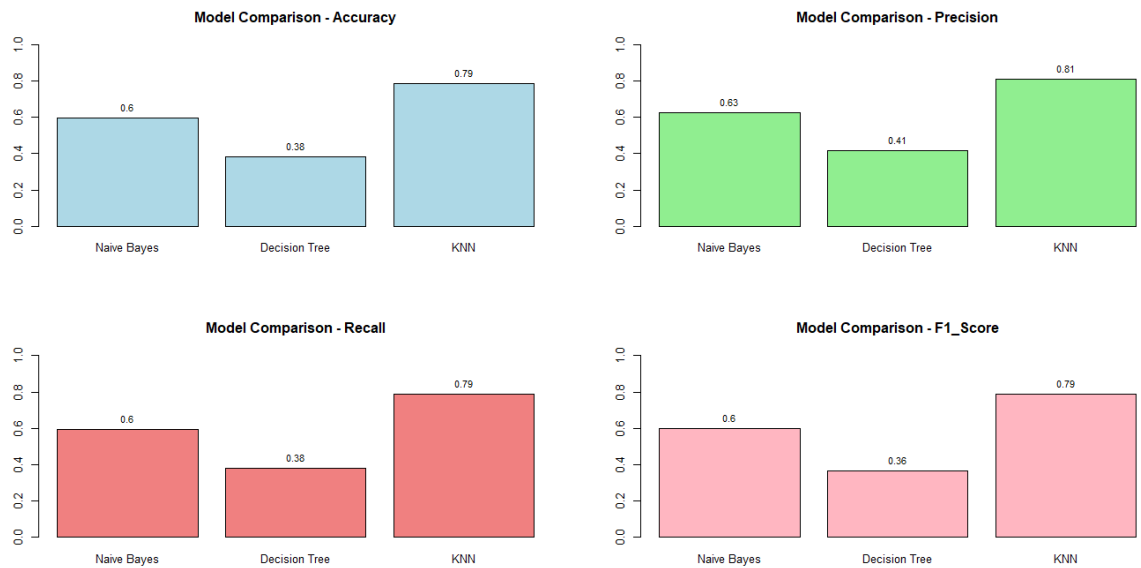 Model Comparison - Accuracy
1.0
0.8
0.6
0.4
0.2
0.0
0.6
0.38
0.79
Naive Bayes
Decision Tree
KNN
Model Comparison - Precision
1.0
0.8
0.6
0.4
0.2
0.0
0.63
0.41
0.81
Naive Bayes
Decision Tree
KNN
Model Comparison - Recall
1.0
0.8
0.6
0.4
0.2
0.0
0.6
0.38
0.79
Naive Bayes
Decision Tree
KNN
Model Comparison - F1_Score
1.0
0.8
0.6
0.4
0.2
0.0
0.6
0.36
0.79
Naive Bayes
Decision Tree
KNN